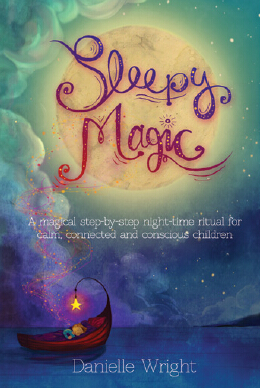 Sleepy
Magic
A magical step-by-step night-time ritual for
calm, connected and conscious children
Danielle Wright